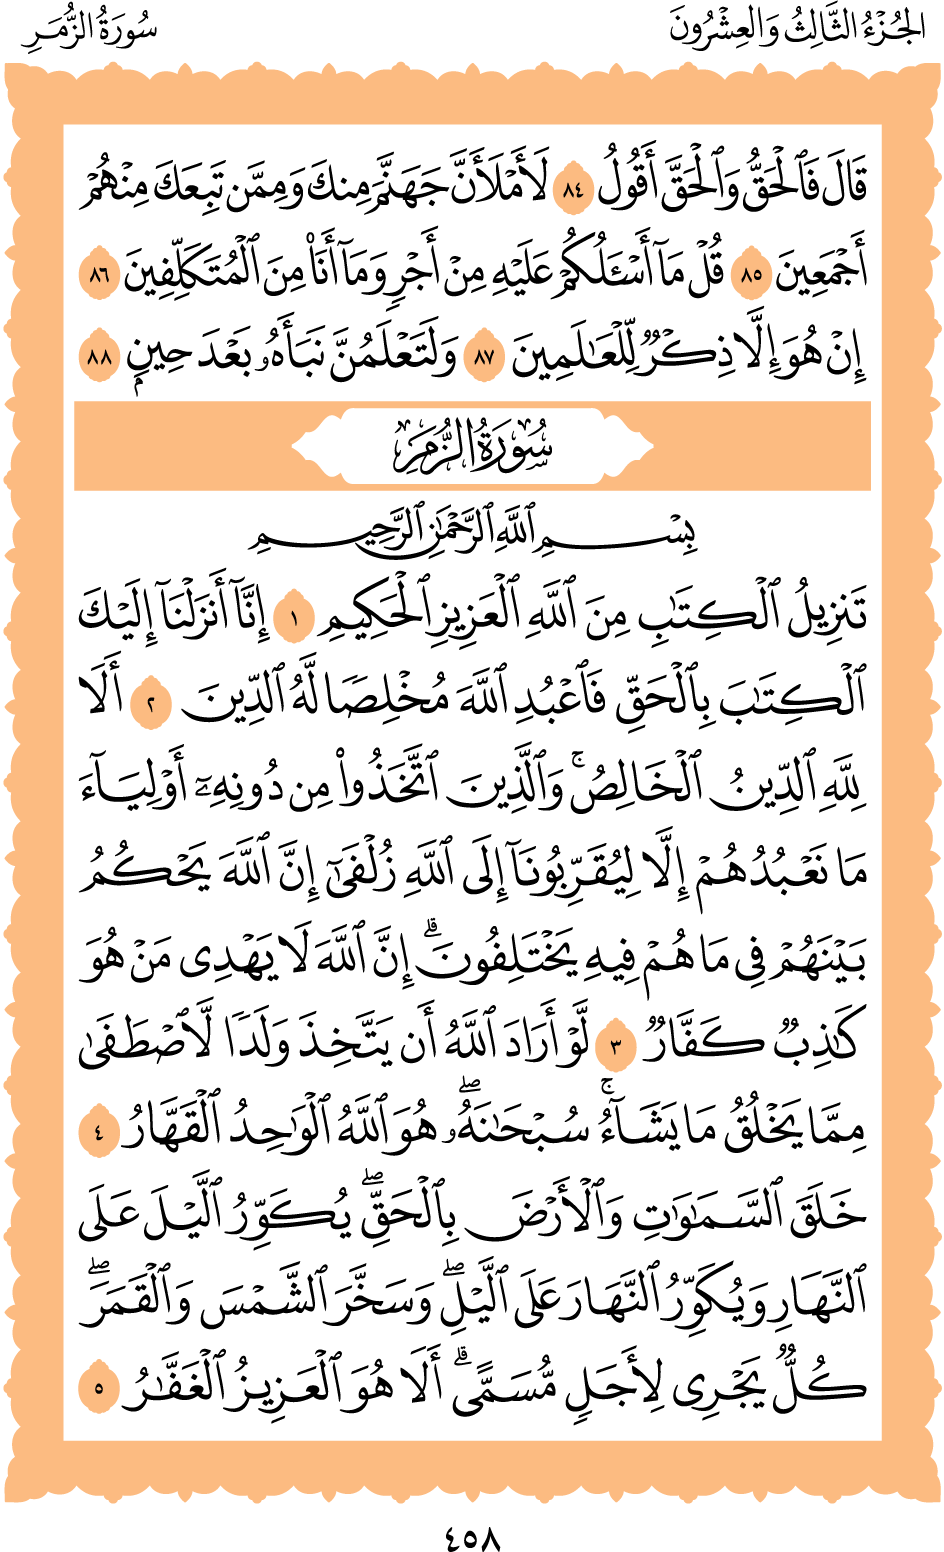 الجُزْءُ الثَّالِثُ وَالعِشْرُونَ
سُورَةُ الزُّمَرِ
قَالَ فَٱلْحَقُّ وَٱلْحَقَّ أَقُولُ ٨٤ لَأَمْلَأَنَّ جَهَنَّمَ مِنكَ وَمِمَّن تَبِعَكَ مِنْهُمْ
أَجْمَعِينَ ٨٥ قُلْ مَآ أَسْـَٔلُكُمْ عَلَيْهِ مِنْ أَجْرٍ وَمَآ أَنَا۠ مِنَ ٱلْمُتَكَلِّفِينَ ٨٦
إِنْ هُوَ إِلَّا ذِكْرٌ لِّلْعَـٰلَمِينَ ٨٧ وَلَتَعْلَمُنَّ نَبَأَهُۥ بَعْدَ حِينِۭ ٨٨
سُورَةُ الزُّمَرِ
بِسْمِ ٱللَّهِ ٱلرَّحْمَـٰنِ ٱلرَّحِيمِ
تَنزِيلُ ٱلْكِتَـٰبِ مِنَ ٱللَّهِ ٱلْعَزِيزِ ٱلْحَكِيمِ ١ إِنَّآ أَنزَلْنَآ إِلَيْكَ
ٱلْكِتَـٰبَ بِٱلْحَقِّ فَٱعْبُدِ ٱللَّهَ مُخْلِصًا لَّهُ ٱلدِّينَ ٢ أَلَا
لِلَّهِ ٱلدِّينُ ٱلْخَالِصُ ۚ وَٱلَّذِينَ ٱتَّخَذُوا۟ مِن دُونِهِۦٓ أَوْلِيَآءَ
مَا نَعْبُدُهُمْ إِلَّا لِيُقَرِّبُونَآ إِلَى ٱللَّهِ زُلْفَىٰٓ إِنَّ ٱللَّهَ يَحْكُمُ
بَيْنَهُمْ فِى مَا هُمْ فِيهِ يَخْتَلِفُونَ ۗ إِنَّ ٱللَّهَ لَا يَهْدِى مَنْ هُوَ
كَـٰذِبٌ كَفَّارٌ ٣ لَّوْ أَرَادَ ٱللَّهُ أَن يَتَّخِذَ وَلَدًا لَّٱصْطَفَىٰ
مِمَّا يَخْلُقُ مَا يَشَآءُ ۚ سُبْحَـٰنَهُۥ ۖ هُوَ ٱللَّهُ ٱلْوَٰحِدُ ٱلْقَهَّارُ ٤
خَلَقَ ٱلسَّمَـٰوَٰتِ وَٱلْأَرْضَ بِٱلْحَقِّ ۖ يُكَوِّرُ ٱلَّيْلَ عَلَى
ٱلنَّهَارِ وَيُكَوِّرُ ٱلنَّهَارَ عَلَى ٱلَّيْلِ ۖ وَسَخَّرَ ٱلشَّمْسَ وَٱلْقَمَرَ ۖ
كُلٌّ يَجْرِى لِأَجَلٍ مُّسَمًّى ۗ أَلَا هُوَ ٱلْعَزِيزُ ٱلْغَفَّـٰرُ ٥
٤٥٨